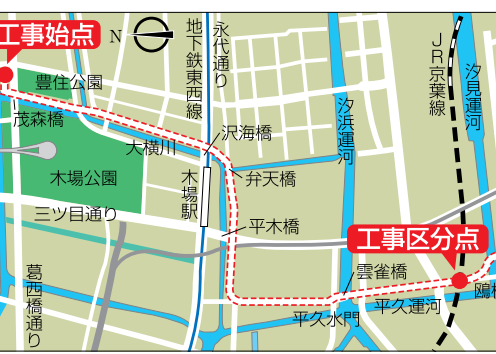 工事始点
N
豊住公園
茂森橋
大横川
木場公園
三ツ目通り
葛西橋通り
地下鉄東西線
永代通り
沢海橋
木場駅
弁天橋
平木橋
汐浜運河
JR京葉線
汐見運河
工事区分点
雲雀橋
平久運河
平久水門